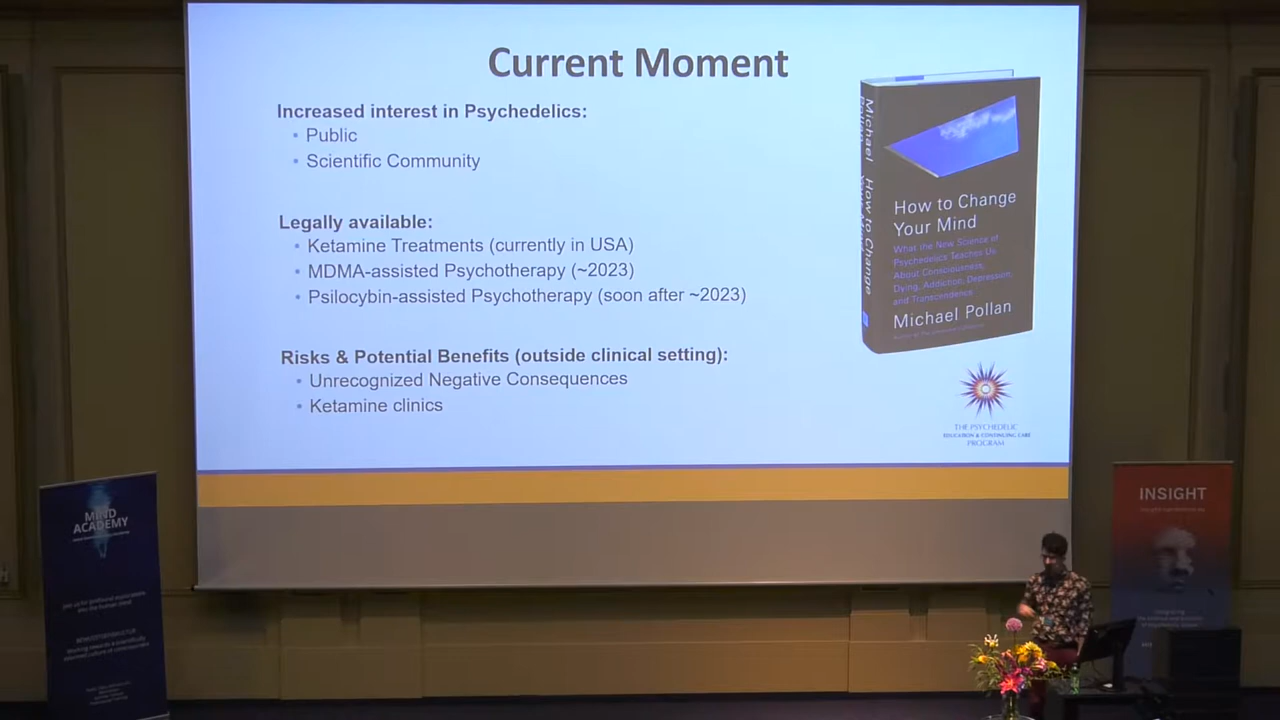 Current Moment
Increased interest in Psychedelics:
• Public
• Scientific Community
Legally available:
• Ketamine Treatments (currently in USA)
• MDMA-assisted Psychotherapy (~2023)
• Psilocybin-assisted Psychotherapy (soon after ~2023)
Risks & Potential Benefits (outside clinical setting):
• Unrecognized Negative Consequences
• Ketamine clinics
Michael
How to Change
How to Change
Your Mind
What the New Science of
Psychedelics Teaches Us
About Consciousness,
Dying, Addiction, Depression,
and Transcendence
Michael Pollan
THE PSYCHEDELIC
EDUCATION & CONTINUING CARE
PROGRAM
MIND
ACADEMY
INSIGHT